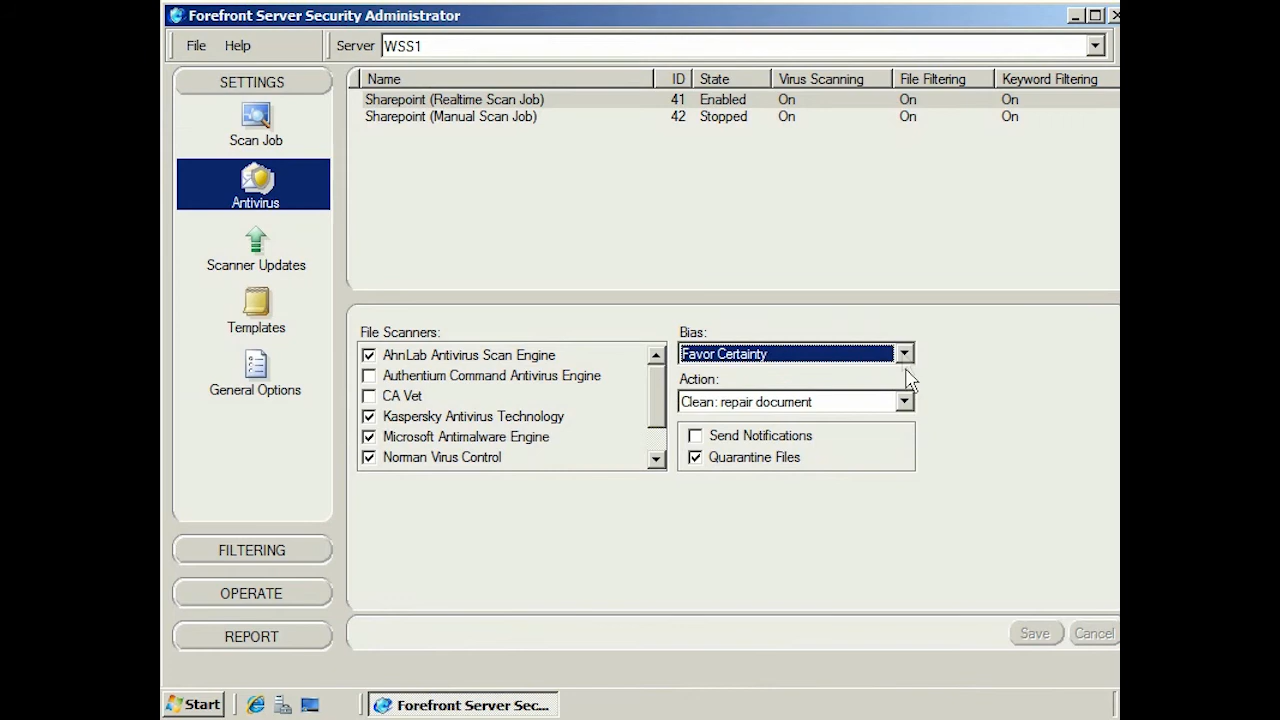 Forefront Server Security Administrator
File Help Server WSS1
SETTINGS
Scan Job
Antivirus
Scanner Updates
Templates
General Options
FILTERING
OPERATE
REPORT
Name ID State Virus Scanning File Filtering Keyword Filtering
Sharepoint (Realtime Scan Job) 41 Enabled On On On
Sharepoint (Manual Scan Job) 42 Stopped On On On
File Scanners:
AhnLab Antivirus Scan Engine
Authentium Command Antivirus Engine
CA Vet
Kaspersky Antivirus Technology
Microsoft Antimalware Engine
Norman Virus Control
Bias:
Favor Certainty
Action:
Clean: repair document
Send Notifications
Quarantine Files
Save Cancel
Start Forefront Server Sec...